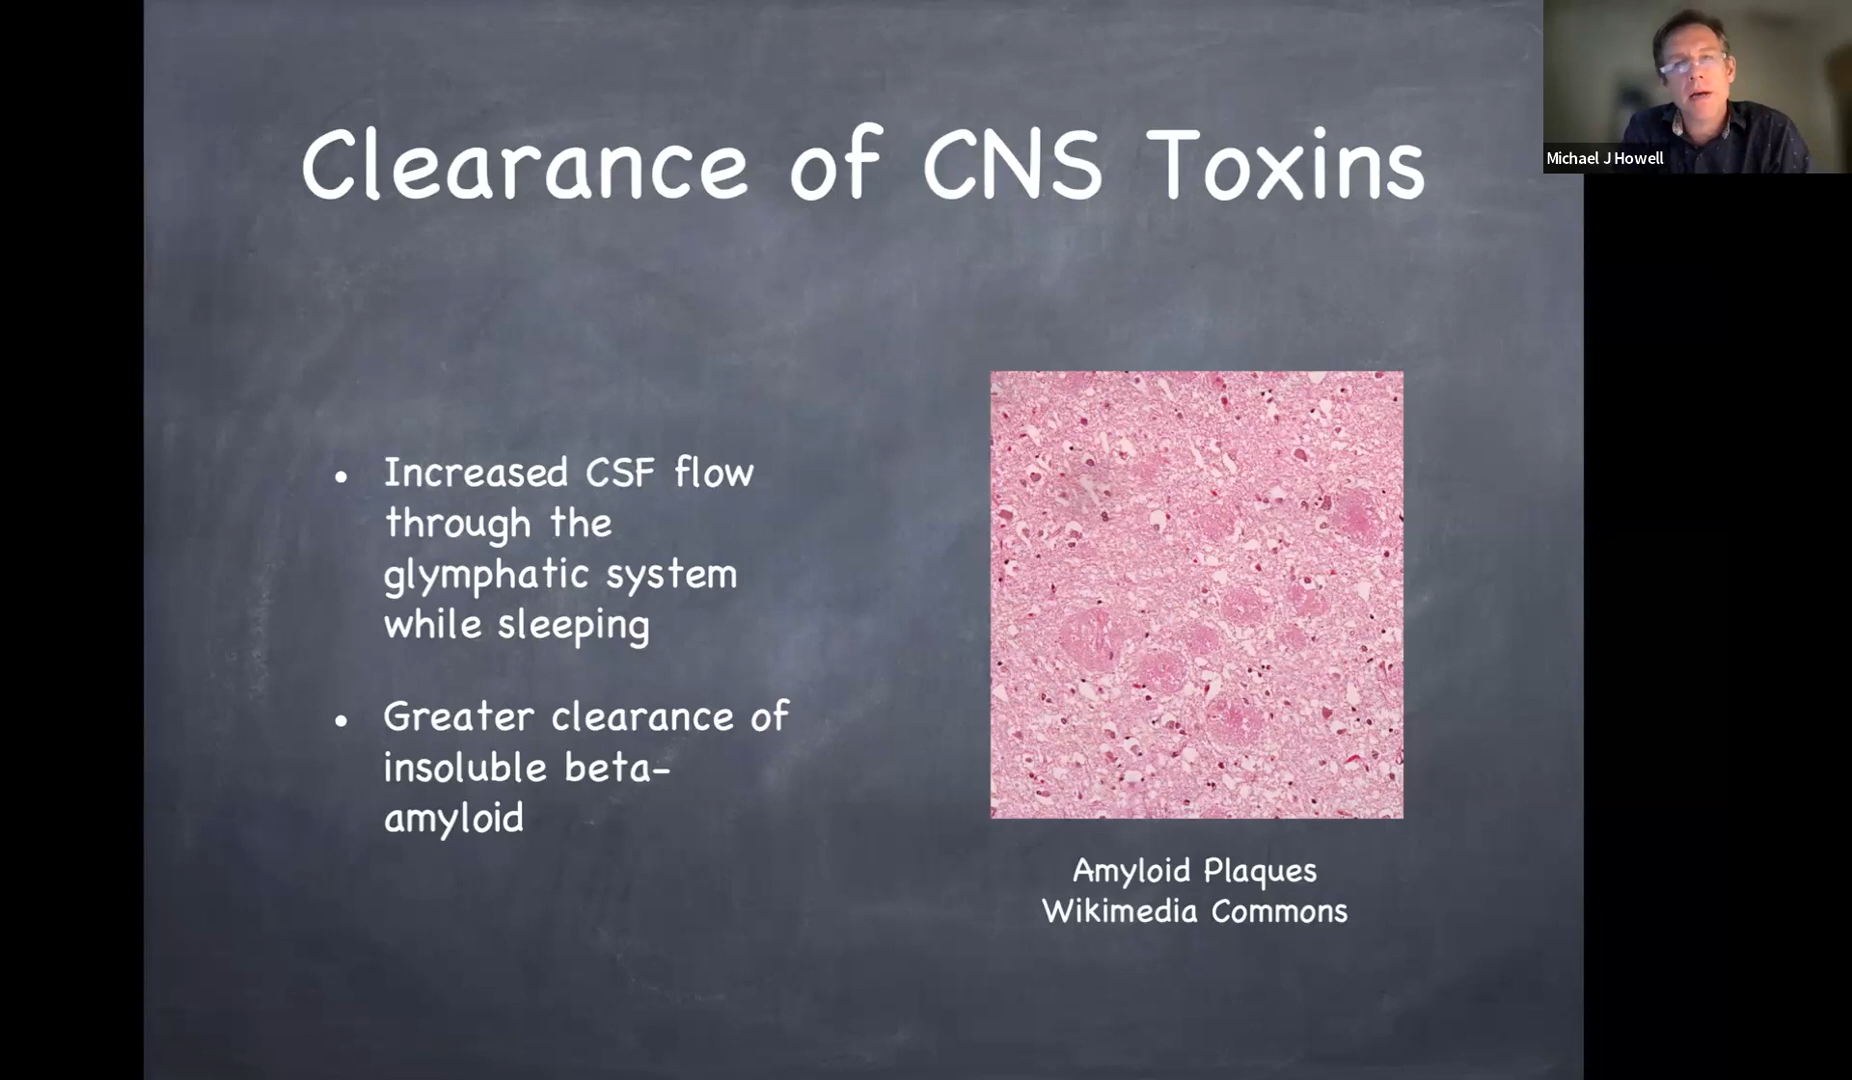 Clearance of CNS Toxins
Michael J Howell
• Increased CSF flow
through the
glymphatic system
while sleeping
• Greater clearance of
insoluble beta-
amyloid
Amyloid Plaques
Wikimedia Commons